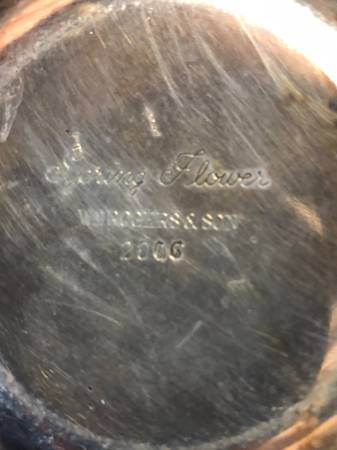 Spring Flower
WM ROGERS & SON
2006